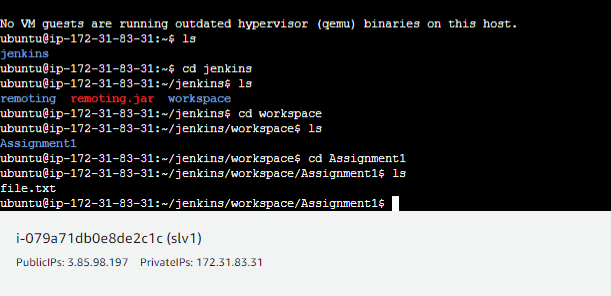 No VM guests are running outdated hypervisor (qemu) binaries on this host.
ubuntu@ip-172-31-83-31:~$ ls
jenkins
ubuntu@ip-172-31-83-31:~$ cd jenkins
ubuntu@ip-172-31-83-31:~/jenkins$ ls
remoting  remoting.jar  workspace
ubuntu@ip-172-31-83-31:~/jenkins$ cd workspace
ubuntu@ip-172-31-83-31:~/jenkins/workspace$ ls
Assignment1
ubuntu@ip-172-31-83-31:~/jenkins/workspace$ cd Assignment1
ubuntu@ip-172-31-83-31:~/jenkins/workspace/Assignment1$ ls
file.txt
ubuntu@ip-172-31-83-31:~/jenkins/workspace/Assignment1$
i-079a71db0e8de2c1c (slv1)
PublicIPs: 3.85.98.197 PrivateIPs: 172.31.83.31